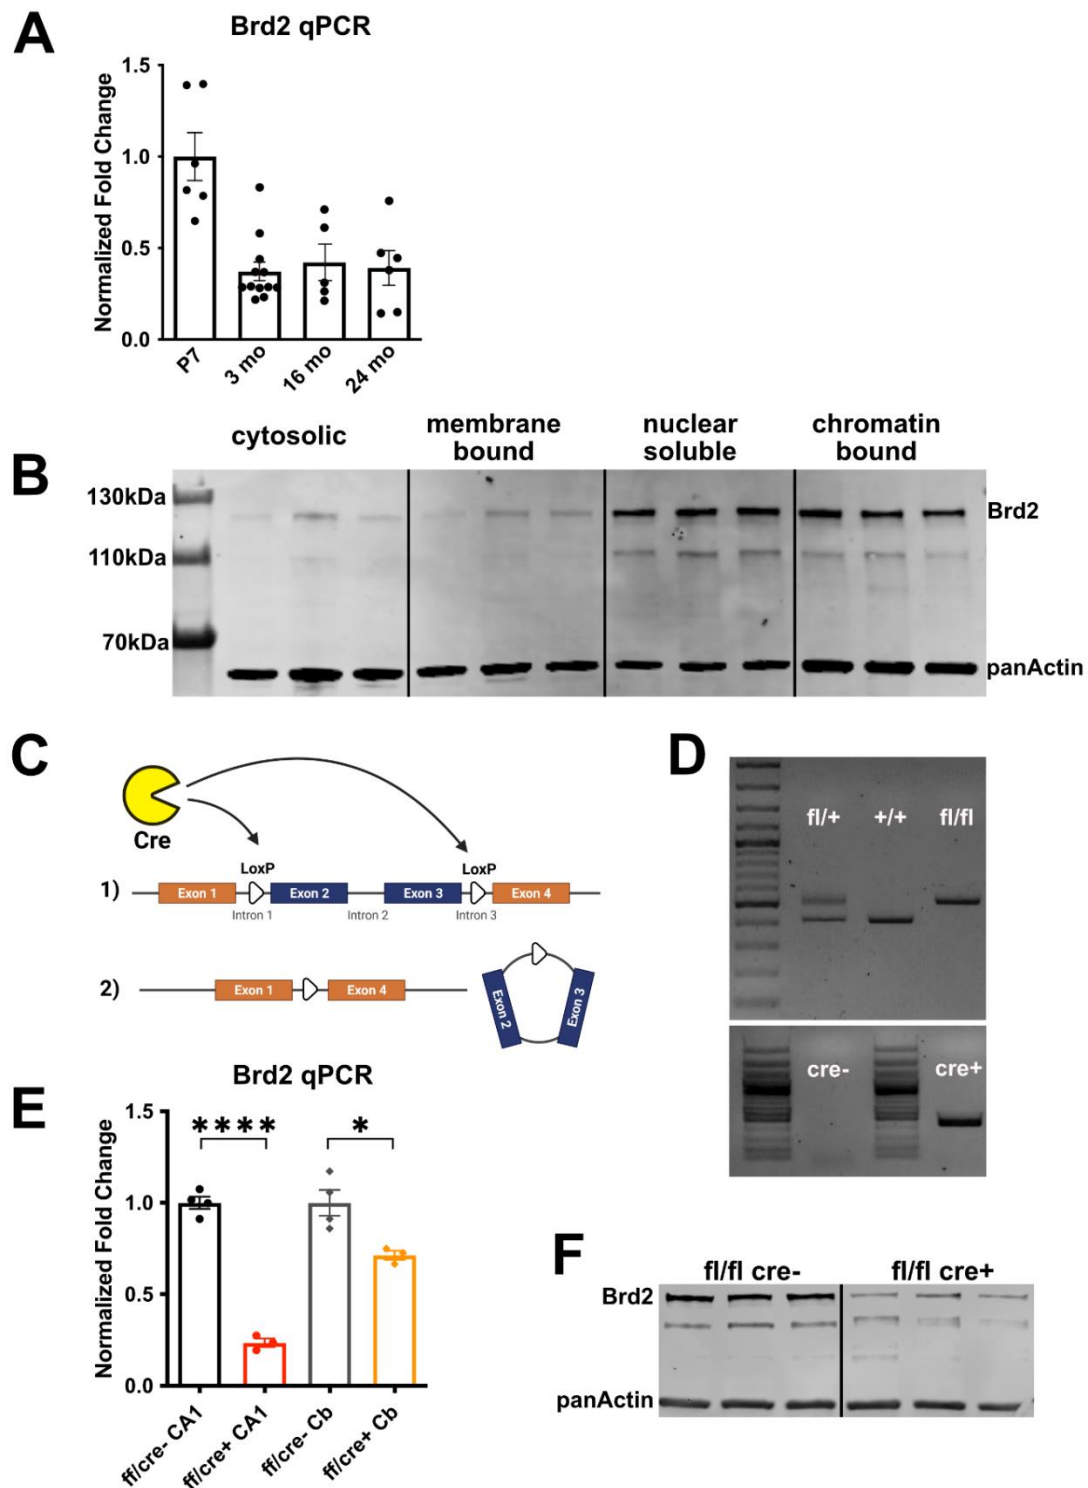 A
Brd2 qPCR
Normalized Fold Change
1.5
1.0
0.5
0.0
P7
3 mo
16 mo
24 mo
B
cytosolic
membrane
bound
nuclear
soluble
chromatin
bound
130kDa
110kDa
70kDa
Brd2
panActin
C
Cre
LoxP
LoxP
1)
Exon 1
Exon 2
Exon 3
Exon 4
Intron 1
Intron 2
Intron 3
2)
Exon 1
Exon 4
Exon 2
Exon 3
D
fl/+
+/+
fl/fl
cre-
cre+
E
Brd2 qPCR
Normalized Fold Change
1.5
1.0
0.5
0.0
****
*
ff/cre- CA1
ff/cre+ CA1
ff/cre- Cb
ff/cre+ Cb
F
fl/fl cre-
fl/fl cre+
Brd2
panActin